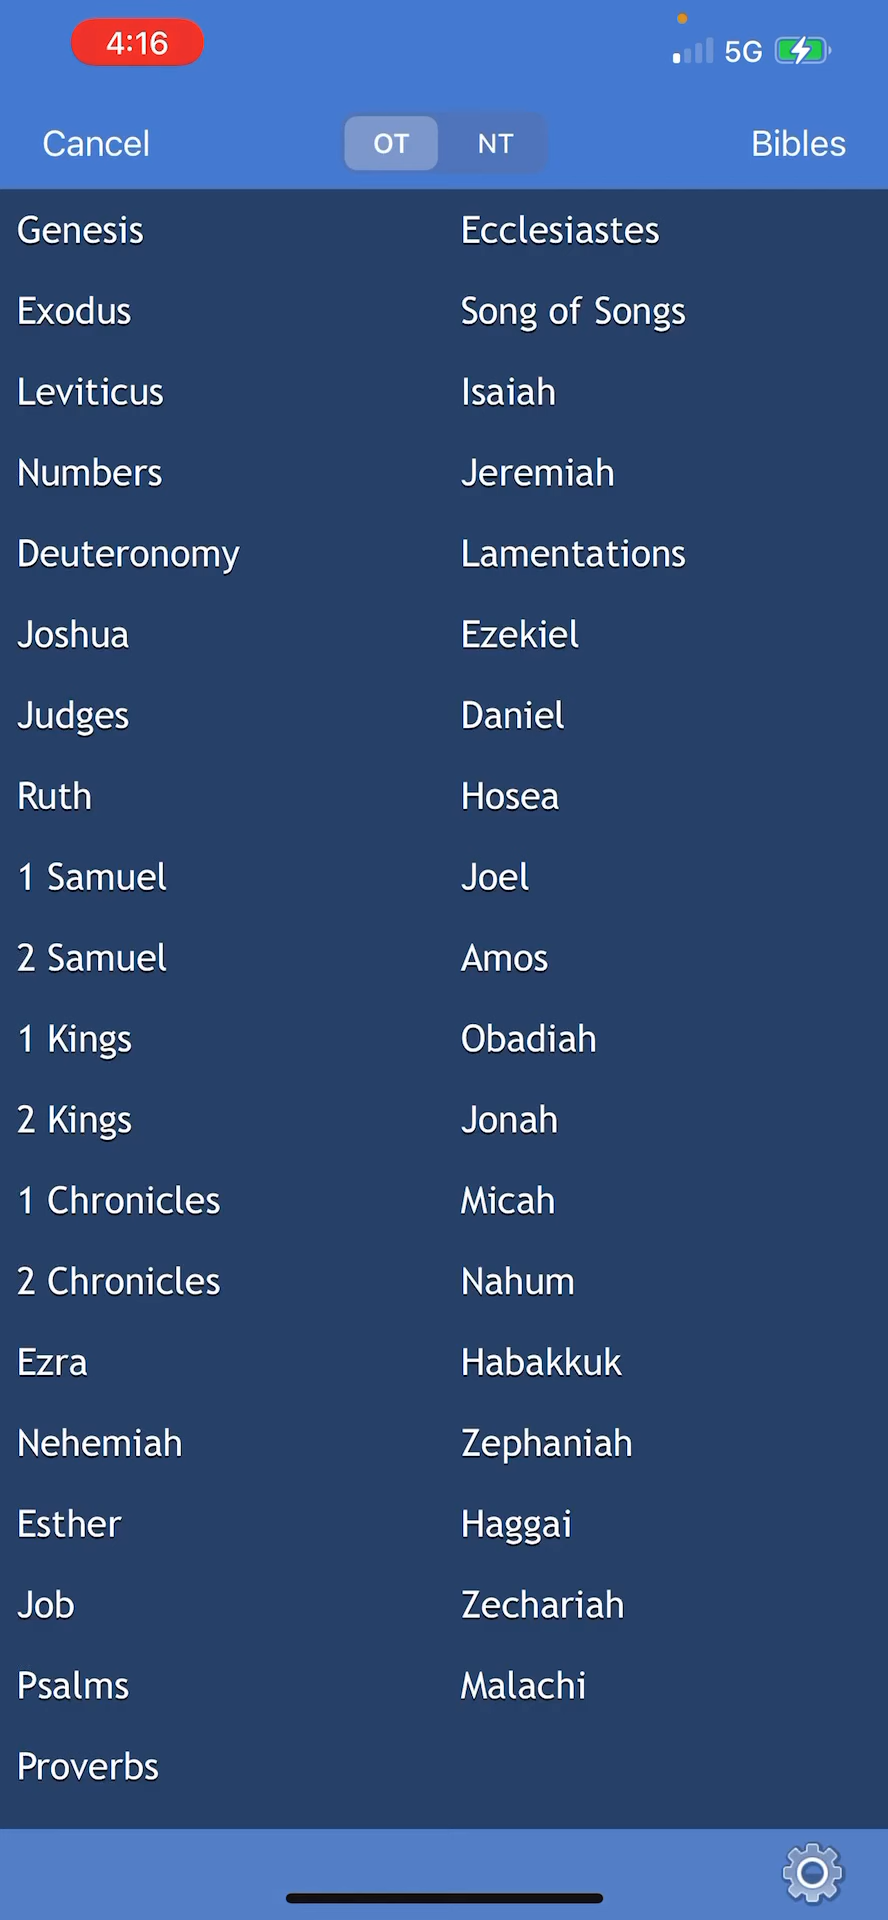 4:16
5G
Cancel
OT
NT
Bibles
Genesis
Exodus
Leviticus
Numbers
Deuteronomy
Joshua
Judges
Ruth
1 Samuel
2 Samuel
1 Kings
2 Kings
1 Chronicles
2 Chronicles
Ezra
Nehemiah
Esther
Job
Psalms
Proverbs
Ecclesiastes
Song of Songs
Isaiah
Jeremiah
Lamentations
Ezekiel
Daniel
Hosea
Joel
Amos
Obadiah
Jonah
Micah
Nahum
Habakkuk
Zephaniah
Haggai
Zechariah
Malachi